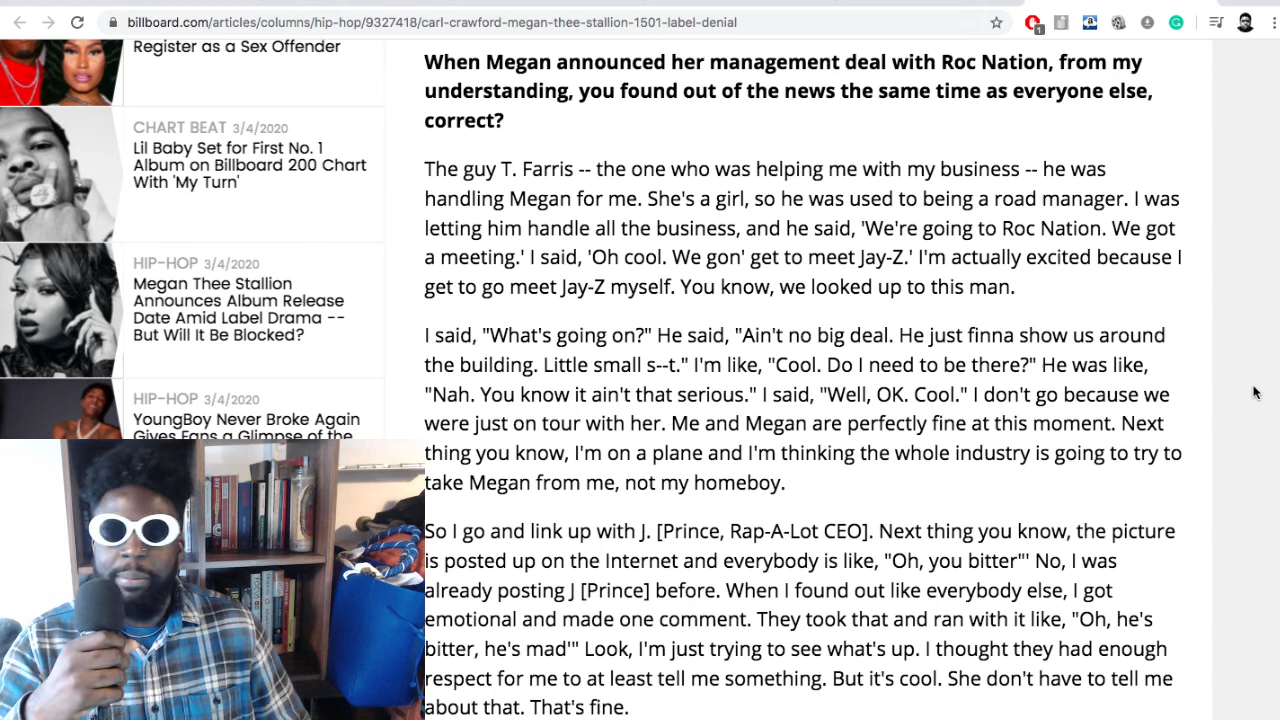 billboard.com/articles/columns/hip-hop/9327418/carl-crawford-megan-thee-stallion-1501-label-denial
1
Register as a Sex Offender
CHART BEAT 3/4/2020
Lil Baby Set for First No. 1
Album on Billboard 200 Chart
With 'My Turn'
HIP-HOP 3/4/2020
Megan Thee Stallion
Announces Album Release
Date Amid Label Drama --
But Will It Be Blocked?
HIP-HOP 3/4/2020
YoungBoy Never Broke Again
Gives Fans a Glimpse of the
When Megan announced her management deal with Roc Nation, from my
understanding, you found out of the news the same time as everyone else,
correct?
The guy T. Farris -- the one who was helping me with my business -- he was
handling Megan for me. She's a girl, so he was used to being a road manager. I was
letting him handle all the business, and he said, 'We're going to Roc Nation. We got
a meeting.' I said, 'Oh cool. We gon' get to meet Jay-Z.' I'm actually excited because I
get to go meet Jay-Z myself. You know, we looked up to this man.
I said, "What's going on?" He said, "Ain't no big deal. He just finna show us around
the building. Little small s--t." I'm like, "Cool. Do I need to be there?" He was like,
"Nah. You know it ain't that serious." I said, "Well, OK. Cool." I don't go because we
were just on tour with her. Me and Megan are perfectly fine at this moment. Next
thing you know, I'm on a plane and I'm thinking the whole industry is going to try to
take Megan from me, not my homeboy.
So I go and link up with J. [Prince, Rap-A-Lot CEO]. Next thing you know, the picture
is posted up on the Internet and everybody is like, "Oh, you bitter"' No, I was
already posting J [Prince] before. When I found out like everybody else, I got
emotional and made one comment. They took that and ran with it like, "Oh, he's
bitter, he's mad'" Look, I'm just trying to see what's up. I thought they had enough
respect for me to at least tell me something. But it's cool. She don't have to tell me
about that. That's fine.